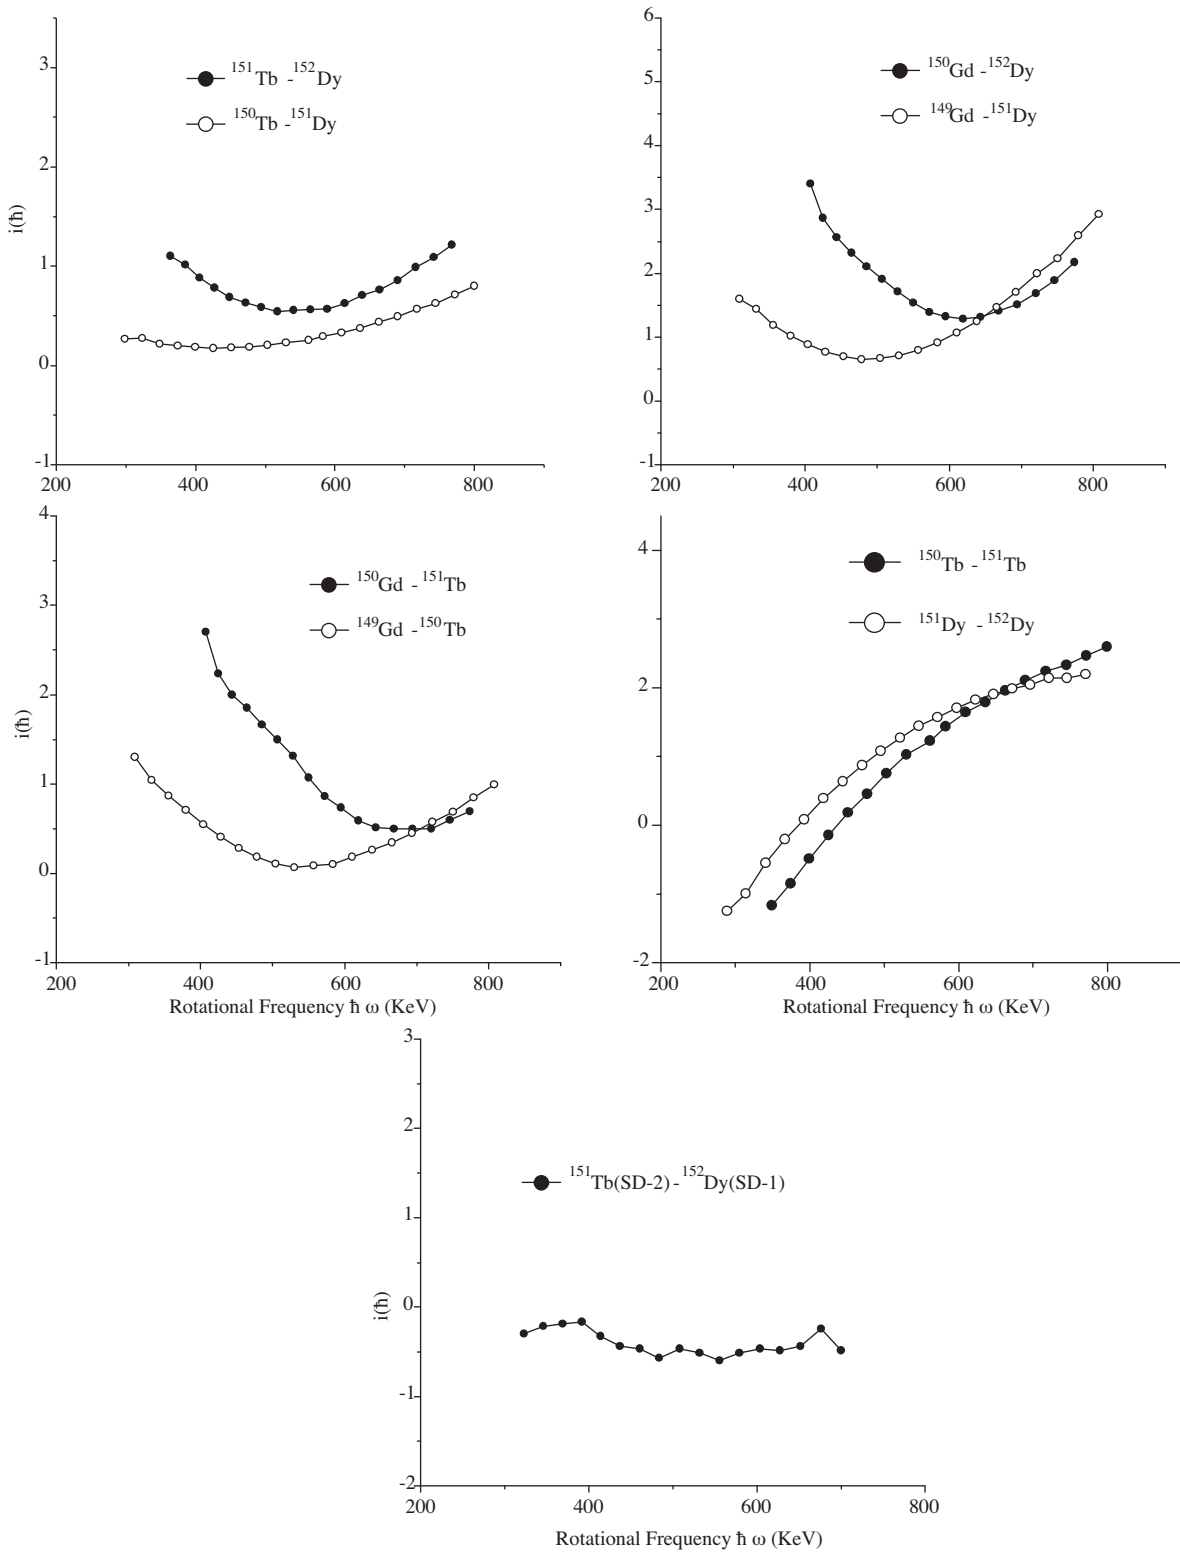 3
2
1
0
-1
i(ħ)
151Tb -152Dy
150Tb -151Dy
200 400 600 800
6
5
4
3
2
1
0
-1
150Gd -152Dy
149Gd -151Dy
200 400 600 800
4
3
2
1
0
-1
i(ħ)
150Gd -151Tb
149Gd -150Tb
200 400 600 800
Rotational Frequency ħ ω (KeV)
4
2
0
-2
150Tb -151Tb
151Dy -152Dy
200 400 600 800
Rotational Frequency ħ ω (KeV)
3
2
1
0
-1
-2
i(ħ)
151Tb(SD-2)-152Dy(SD-1)
200 400 600 800
Rotational Frequency ħ ω (KeV)